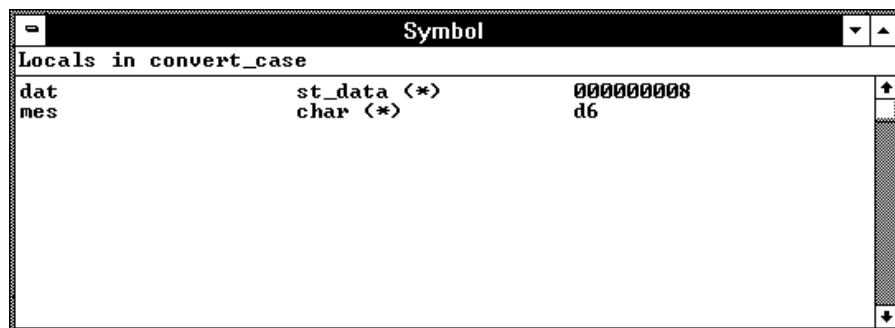 Symbol
Locals in convert_case
dat st_data (*) 000000008
mes char (*) d6